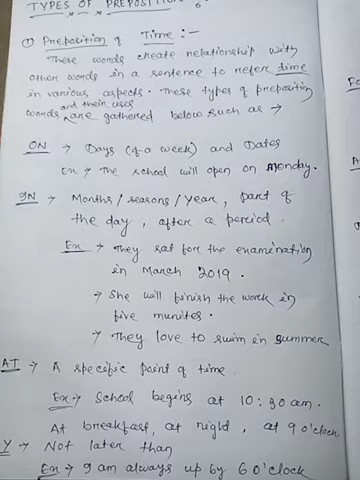 TYPES OF PREPOSITION
① Preposition of Time :-
These words create relationship with
other words in a sentence to refer time
in various aspects. These types of preposition
and their uses
words are gathered below such as →
ON → Days (of a week) and Dates
Ex → The school will open on Monday.
IN → Months/seasons/year, part of
the day, after a period.
Ex → They sat for the examination
in March 2019.
→ She will finish the work in
five munites.
→ They love to swim in summer
AT → A specific point of time.
Ex → School begins at 10:30 am.
At breakfast, at night, at 9 o'clock
Y → Not later than
Ex → I am always up by 6 o'clock